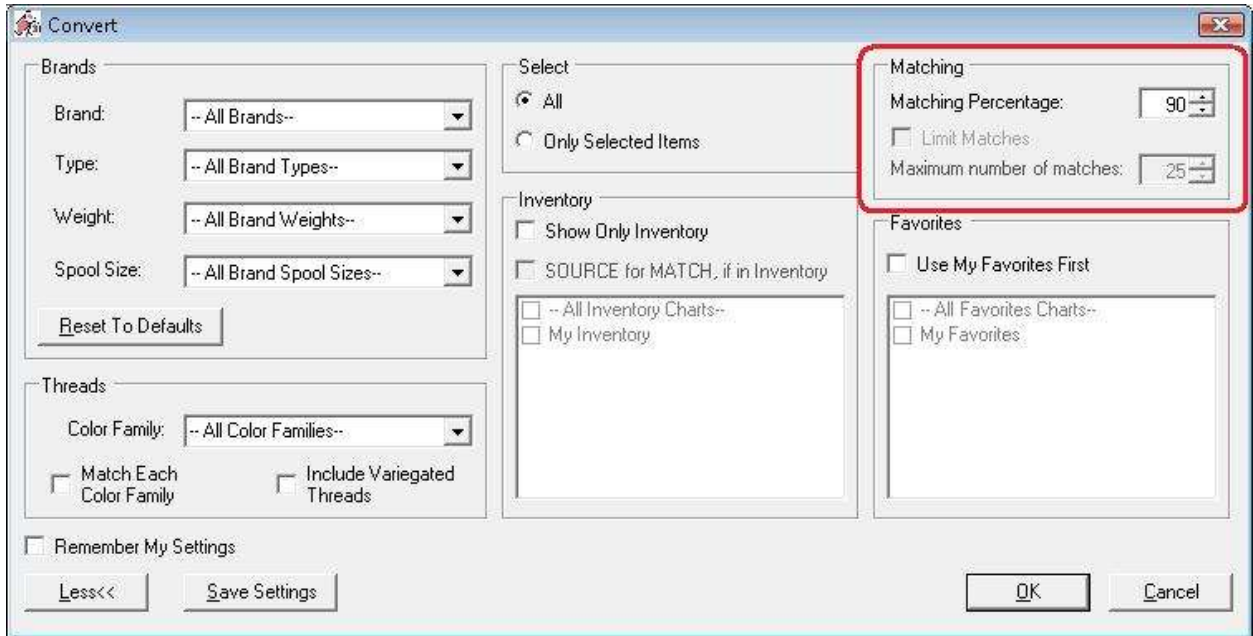 Convert
Brands
Brand:
-- All Brands--
Type:
-- All Brand Types--
Weight:
-- All Brand Weights--
Spool Size:
-- All Brand Spool Sizes--
Reset To Defaults
Threads
Color Family:
-- All Color Families--
Match Each
Color Family
Include Variegated
Threads
Select
All
Only Selected Items
Inventory
Show Only Inventory
SOURCE for MATCH, if in Inventory
-- All Inventory Charts--
My Inventory
Matching
Matching Percentage:
90
Limit Matches
Maximum number of matches:
25
Favorites
Use My Favorites First
-- All Favorites Charts--
My Favorites
Remember My Settings
Less<<
Save Settings
OK
Cancel